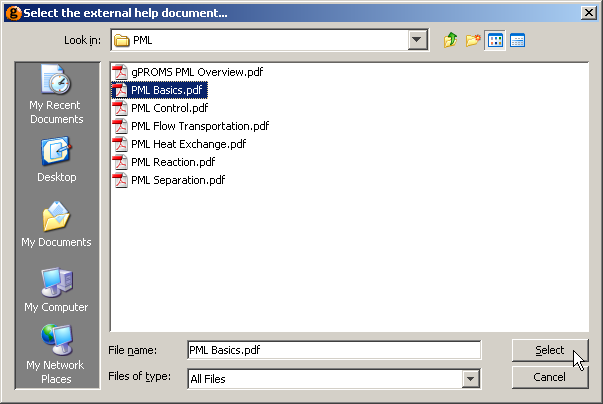 Select the external help document...
Look in: PML
My Recent
Documents
Desktop
My Documents
My Computer
My Network
Places
gPROMS PML Overview.pdf
PML Basics.pdf
PML Control.pdf
PML Flow Transportation.pdf
PML Heat Exchange.pdf
PML Reaction.pdf
PML Separation.pdf
File name: PML Basics.pdf Select
Files of type: All Files Cancel